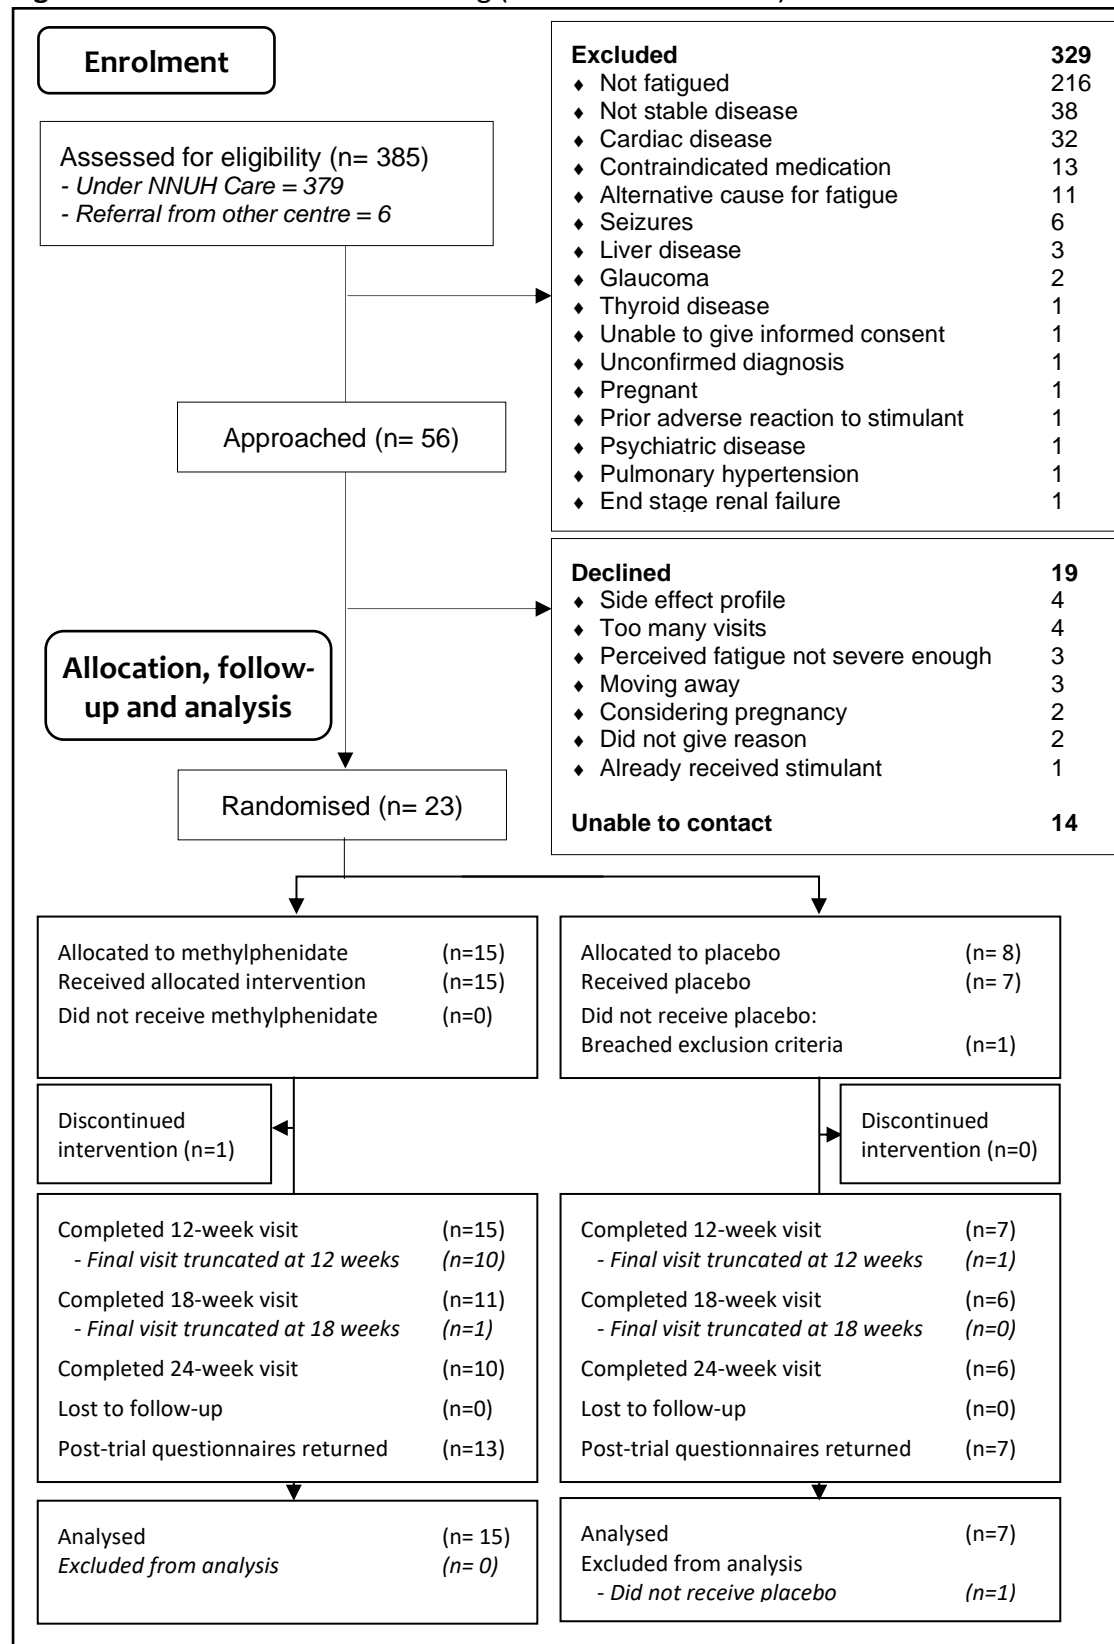 Enrolment
Assessed for eligibility (n= 385)
- Under NNUH Care = 379
- Referral from other centre = 6
Excluded 329
♦ Not fatigued 216
♦ Not stable disease 38
♦ Cardiac disease 32
♦ Contraindicated medication 13
♦ Alternative cause for fatigue 11
♦ Seizures 6
♦ Liver disease 3
♦ Glaucoma 2
♦ Thyroid disease 1
♦ Unable to give informed consent 1
♦ Unconfirmed diagnosis 1
♦ Pregnant 1
♦ Prior adverse reaction to stimulant 1
♦ Psychiatric disease 1
♦ Pulmonary hypertension 1
♦ End stage renal failure 1
Approached (n= 56)
Declined 19
♦ Side effect profile 4
♦ Too many visits 4
♦ Perceived fatigue not severe enough 3
♦ Moving away 3
♦ Considering pregnancy 2
♦ Did not give reason 2
♦ Already received stimulant 1
Unable to contact 14
Allocation, follow-
up and analysis
Randomised (n= 23)
Allocated to methylphenidate (n=15)
Received allocated intervention (n=15)
Did not receive methylphenidate (n=0)
Allocated to placebo (n= 8)
Received placebo (n= 7)
Did not receive placebo:
Breached exclusion criteria (n=1)
Discontinued
intervention (n=1)
Discontinued
intervention (n=0)
Completed 12-week visit (n=15)
- Final visit truncated at 12 weeks (n=10)
Completed 18-week visit (n=11)
- Final visit truncated at 18 weeks (n=1)
Completed 24-week visit (n=10)
Lost to follow-up (n=0)
Post-trial questionnaires returned (n=13)
Completed 12-week visit (n=7)
- Final visit truncated at 12 weeks (n=1)
Completed 18-week visit (n=6)
- Final visit truncated at 18 weeks (n=0)
Completed 24-week visit (n=6)
Lost to follow-up (n=0)
Post-trial questionnaires returned (n=7)
Analysed (n= 15)
Excluded from analysis (n= 0)
Analysed (n=7)
Excluded from analysis
- Did not receive placebo (n=1)